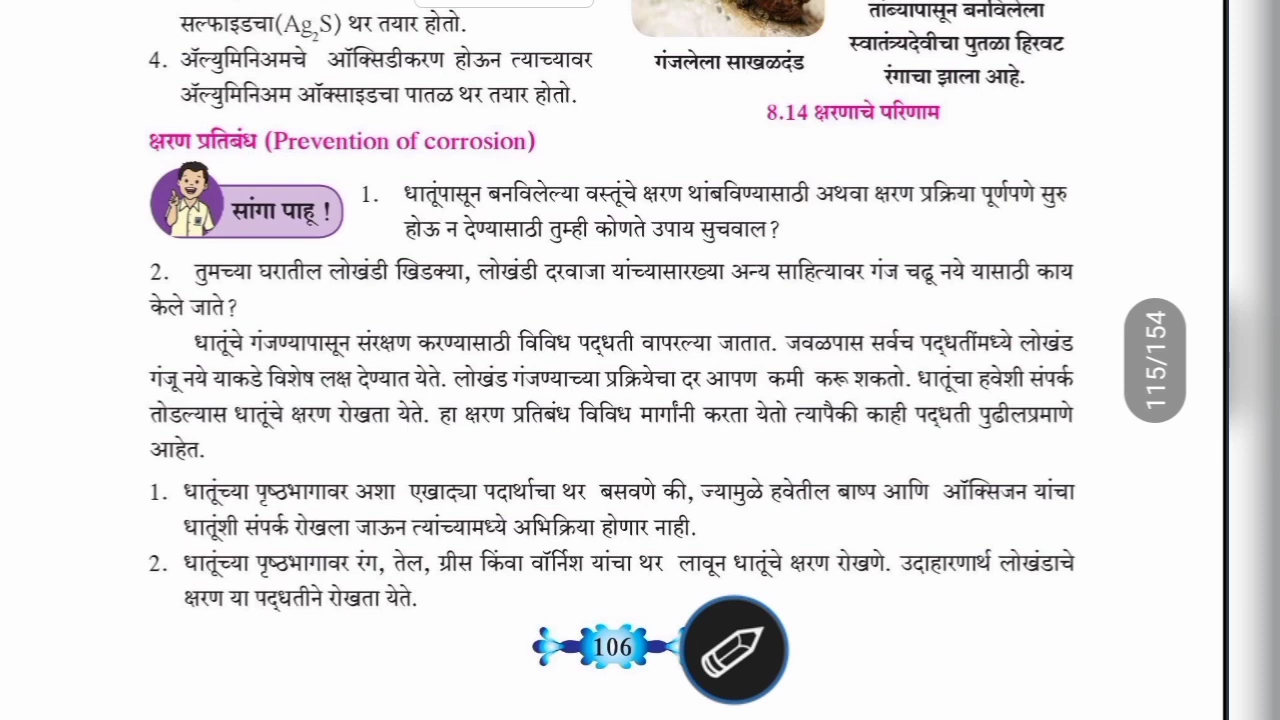 सल्फाइडचा(Ag₂S) थर तयार होतो.
4. ॲल्युमिनिअमचे ऑक्सिडीकरण होऊन त्याच्यावर
ॲल्युमिनिअम ऑक्साइडचा पातळ थर तयार होतो.
गंजलेला साखळदंड
तांब्यापासून बनविलेला
स्वातंत्र्यदेवीचा पुतळा हिरवट
रंगाचा झाला आहे.
8.14 क्षरणाचे परिणाम
क्षरण प्रतिबंध (Prevention of corrosion)
सांगा पाहू !
1. धातूंपासून बनविलेल्या वस्तूंचे क्षरण थांबविण्यासाठी अथवा क्षरण प्रक्रिया पूर्णपणे सुरु
होऊ न देण्यासाठी तुम्ही कोणते उपाय सुचवाल?
2. तुमच्या घरातील लोखंडी खिडक्या, लोखंडी दरवाजा यांच्यासारख्या अन्य साहित्यावर गंज चढू नये यासाठी काय
केले जाते?
धातूंचे गंजण्यापासून संरक्षण करण्यासाठी विविध पद्धती वापरल्या जातात. जवळपास सर्वच पद्धतींमध्ये लोखंड
गंजू नये याकडे विशेष लक्ष देण्यात येते. लोखंड गंजण्याच्या प्रक्रियेचा दर आपण कमी करू शकतो. धातूंचा हवेशी संपर्क
तोडल्यास धातूंचे क्षरण रोखता येते. हा क्षरण प्रतिबंध विविध मार्गांनी करता येतो त्यापैकी काही पद्धती पुढीलप्रमाणे
आहेत.
1. धातूंच्या पृष्ठभागावर अशा एखाद्या पदार्थाचा थर बसवणे की, ज्यामुळे हवेतील बाष्प आणि ऑक्सिजन यांचा
धातूंशी संपर्क रोखला जाऊन त्यांच्यामध्ये अभिक्रिया होणार नाही.
2. धातूंच्या पृष्ठभागावर रंग, तेल, ग्रीस किंवा वॉर्निश यांचा थर लावून धातूंचे क्षरण रोखणे. उदाहरणार्थ लोखंडाचे
क्षरण या पद्धतीने रोखता येते.
106
115/154